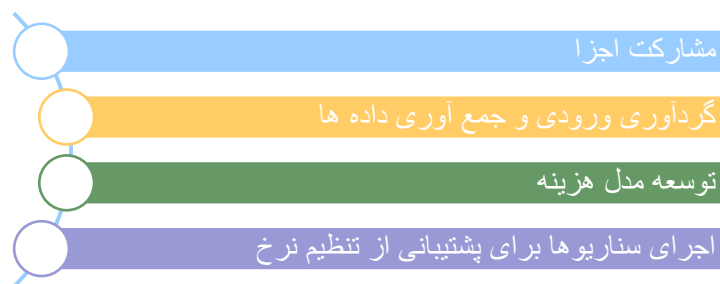 مشارکت اجزا
گردآوری ورودی و جمع آوری داده ها
توسعه مدل هزینه
اجرای سناریوها برای پشتیبانی از تنظیم نرخ